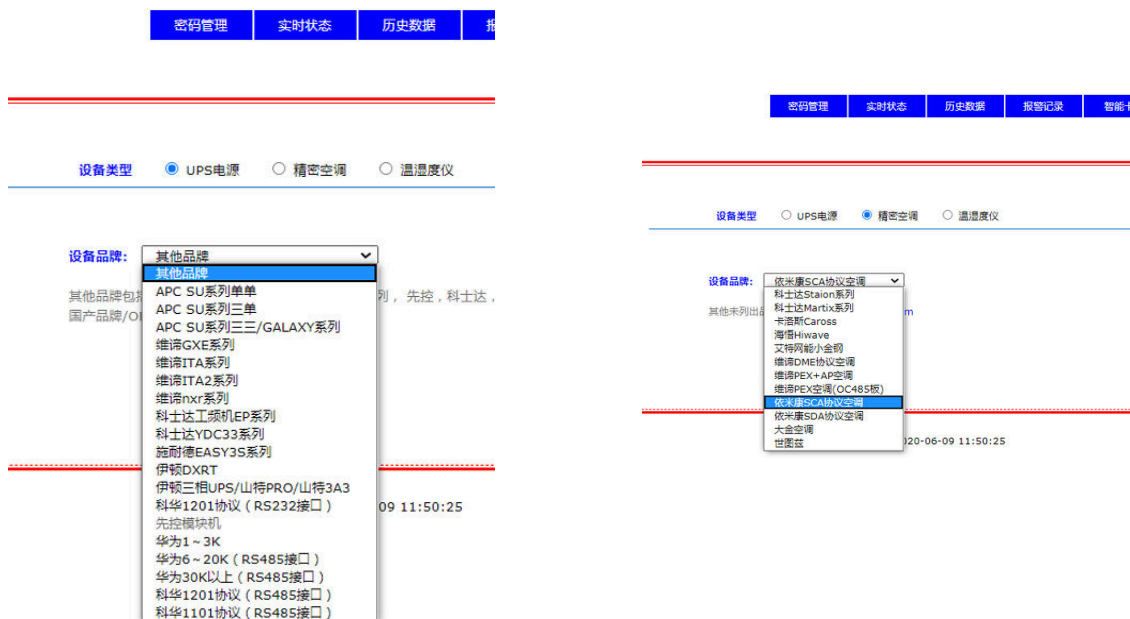 密码管理 实时状态 历史数据
设备类型 UPS电源 精密空调 温湿度仪
设备品牌: 其他品牌
其他品牌
其他品牌包 列，先控，科士达，
国产品牌/O
APC SU系列单单
APC SU系列三单
APC SU系列三三/GALAXY系列
维谛GXE系列
维谛ITA系列
维谛ITA2系列
维谛nxr系列
科士达工频机EP系列
科士达YDC33系列
施耐德EASY3S系列
伊顿DXRT
伊顿三相UPS/山特PRO/山特3A3
科华1201协议（RS232接口）
09 11:50:25
先控模块机
华为1~3K
华为6~20K（RS485接口）
华为30K以上（RS485接口）
科华1201协议（RS485接口）
科华1101协议（RS485接口）
密码管理 实时状态 历史数据 报警记录 智能
设备类型 UPS电源 精密空调 温湿度仪
设备品牌: 依米康SCA协议空调
其他未列出 m
科士达Staion系列
科士达Martix系列
卡洛斯Caross
海悟Hiwave
艾特网能小金钢
维谛DME协议空调
维谛PEX+AP空调
维谛PEX空调(OC485板)
依米康SCA协议空调
依米康SDA协议空调
大金空调
世图兹
020-06-09 11:50:25